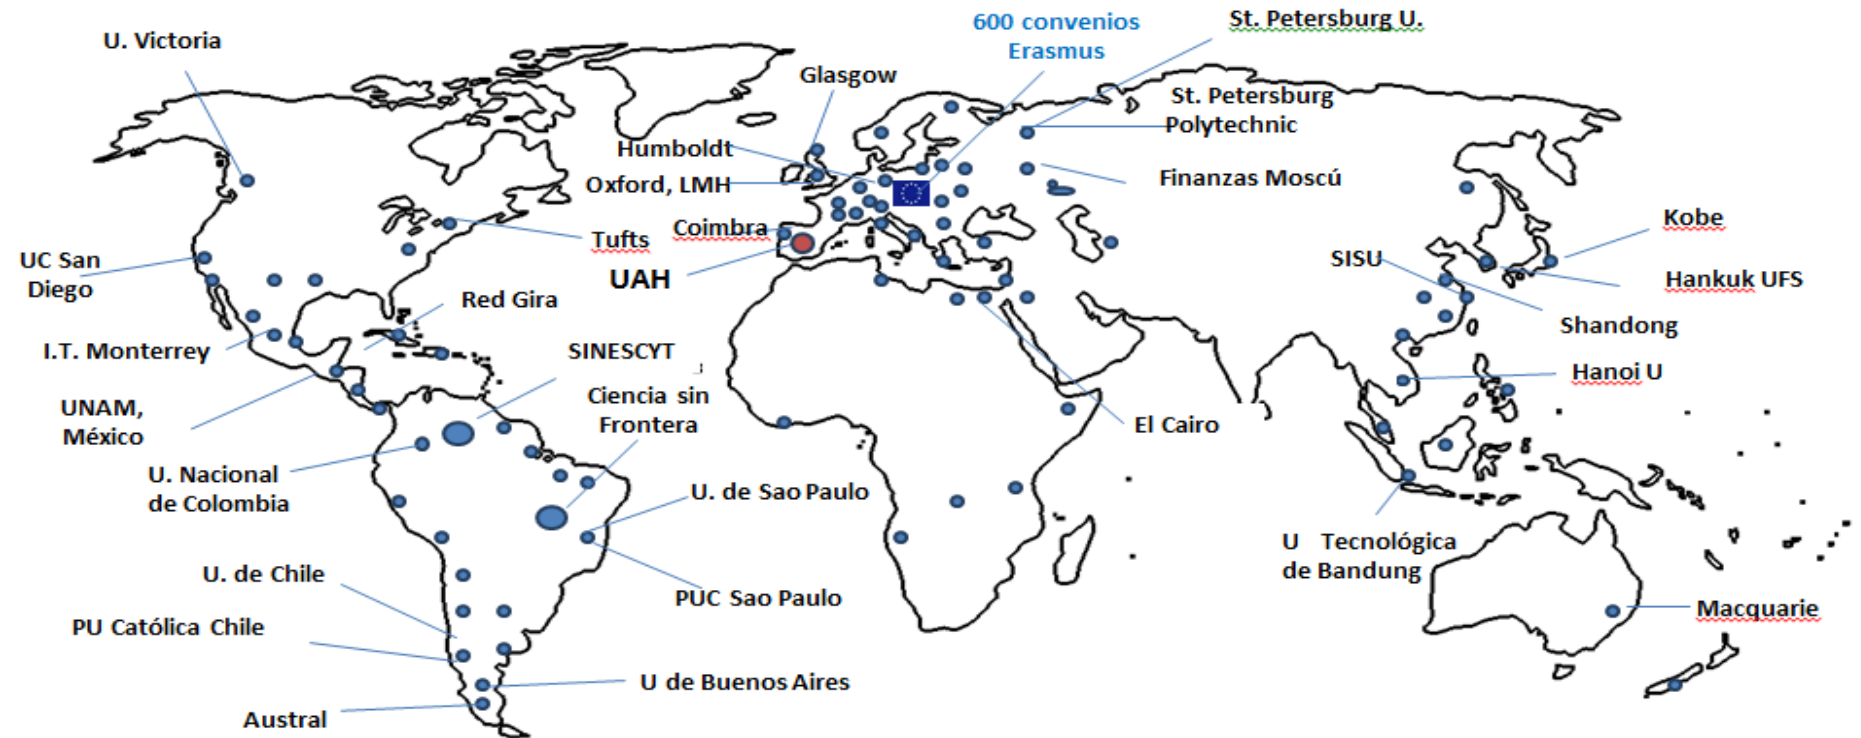 600 convenios
Erasmus
St. Petersburg U.
U. Victoria
Glasgow
St. Petersburg
Polytechnic
Humboldt
Oxford, LMH
Finanzas Moscú
Coimbra
Tufts
UAH
Kobe
SISU
Hankuk UFS
UC San
Diego
Red Gira
Shandong
I.T. Monterrey
SINESCYT
Hanoi U
Ciencia sin
Frontera
UNAM,
México
El Cairo
U. Nacional
de Colombia
U. de Sao Paulo
U Tecnológica
de Bandung
U. de Chile
PUC Sao Paulo
Macquarie
PU Católica Chile
U de Buenos Aires
Austral